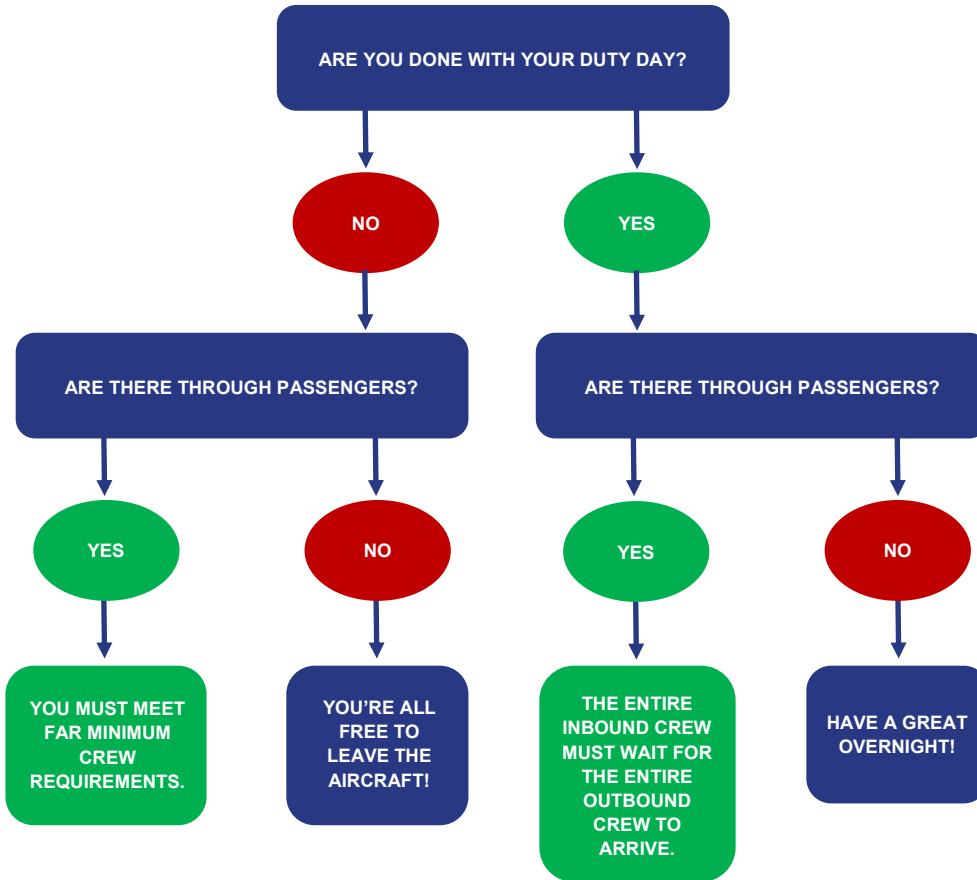 ARE YOU DONE WITH YOUR DUTY DAY?
NO
YES
ARE THERE THROUGH PASSENGERS?
ARE THERE THROUGH PASSENGERS?
YES
NO
YES
NO
YOU MUST MEET
FAR MINIMUM
CREW
REQUIREMENTS.
YOU’RE ALL
FREE TO
LEAVE THE
AIRCRAFT!
THE ENTIRE
INBOUND CREW
MUST WAIT FOR
THE ENTIRE
OUTBOUND
CREW TO
ARRIVE.
HAVE A GREAT
OVERNIGHT!